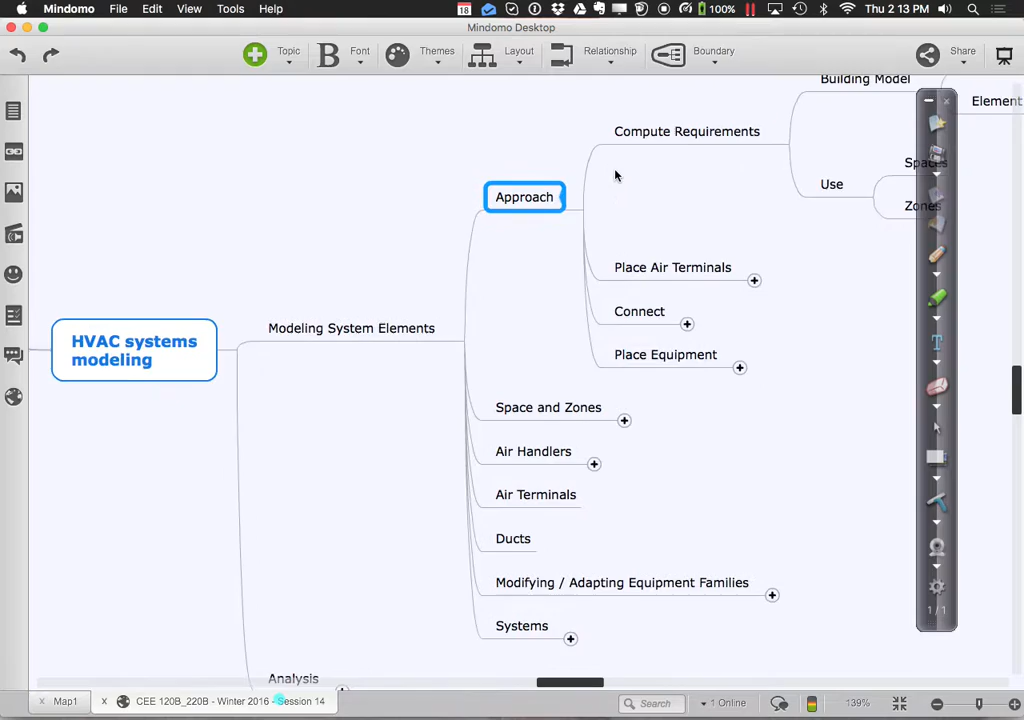 Mindomo File Edit View Tools Help
18
100% Thu 2 13 PM
Mindomo Desktop
Topic Font Themes Layout Relationship Boundary Share
Building Model
Element
Compute Requirements
Spaces
Use
Approach
Zones
Place Air Terminals
Connect
Modeling System Elements
HVAC systems
modeling
Place Equipment
Space and Zones
Air Handlers
Air Terminals
Ducts
Modifying / Adapting Equipment Families
Systems
1/1
Analysis
Map1
CEE 120B_220B - Winter 2016 - Session 14
Search
1 Online
139%